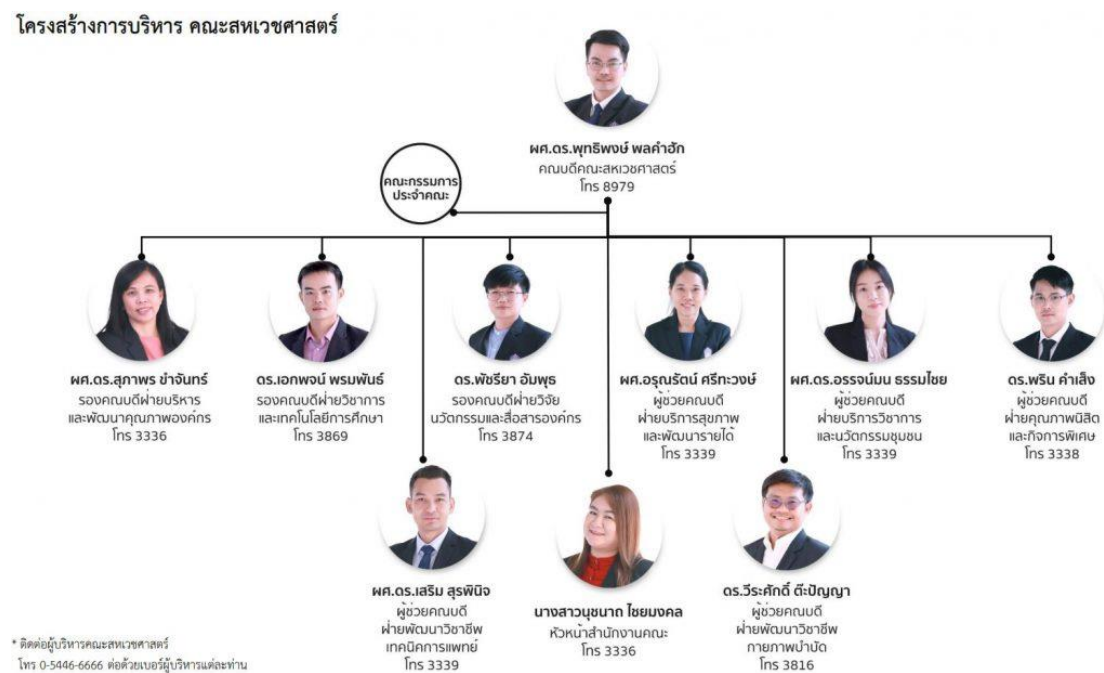 โครงสร้างการบริหาร คณะสหเวชศาสตร์
ผศ.ดร.พุทธิพงษ์ พลคำฮัก
คณบดีคณะสหเวชศาสตร์
โทร 8979
คณะกรรมการ
ประจำคณะ
ผศ.ดร.สุภาพร ขำจันทร์
รองคณบดีฝ่ายบริหาร
และพัฒนาคุณภาพองค์กร
โทร 3336
ดร.เอกพจน์ พรมพันธ์
รองคณบดีฝ่ายวิชาการ
และเทคโนโลยีการศึกษา
โทร 3869
ดร.พัชรียา อัมพุธ
รองคณบดีฝ่ายวิจัย
นวัตกรรมและสื่อสารองค์กร
โทร 3874
ผศ.อรุณรัตน์ ศรีทะวงษ์
ผู้ช่วยคณบดี
ฝ่ายบริการสุขภาพ
และพัฒนารายได้
โทร 3339
ผศ.ดร.อรรจน์มน ธรรมไชย
ผู้ช่วยคณบดี
ฝ่ายบริการวิชาการ
และนวัตกรรมชุมชน
โทร 3339
ดร.พริน คำเส็ง
ผู้ช่วยคณบดี
ฝ่ายคุณภาพนิสิต
และกิจการพิเศษ
โทร 3338
ผศ.ดร.เสริม สุรพินิจ
ผู้ช่วยคณบดี
ฝ่ายพัฒนาวิชาชีพ
เทคนิคการแพทย์
โทร 3339
นางสาวนุชนาถ ไชยมงคล
หัวหน้าสำนักงานคณะ
โทร 3336
ดร.วีระศักดิ์ ต๊ะปัญญา
ผู้ช่วยคณบดี
ฝ่ายพัฒนาวิชาชีพ
กายภาพบำบัด
โทร 3816
* ติดต่อผู้บริหารคณะสหเวชศาสตร์
โทร 0-5446-6666 ต่อด้วยเบอร์ผู้บริหารแต่ละท่าน